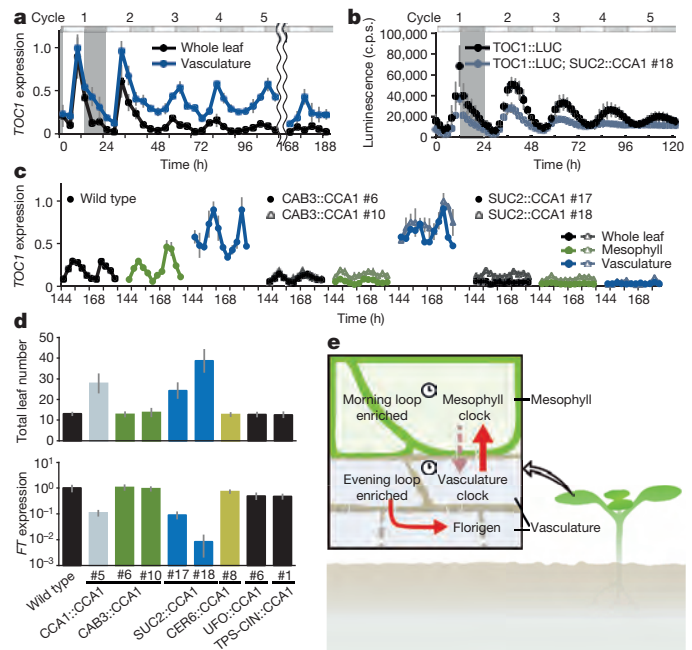 a
Cycle 1 2 3 4 5
TOC1 expression
1.0
0.5
0
Whole leaf
Vasculature
0 24 48 72 96 168 188
Time (h)
b
Cycle 1 2 3 4 5
Luminescence (c.p.s.)
100,000
80,000
60,000
40,000
20,000
0
TOC1::LUC
TOC1::LUC; SUC2::CCA1 #18
0 24 48 72 96 120
Time (h)
c
TOC1 expression
1.0
0.5
0
Wild type
CAB3::CCA1 #6
CAB3::CCA1 #10
SUC2::CCA1 #17
SUC2::CCA1 #18
Whole leaf
Mesophyll
Vasculature
144 168 144 168 144 168 144 168 144 168 144 168 144 168 144 168 144 168
Time (h)
d
Total leaf number
50
40
30
20
10
0
FT expression
10^1
10^0
10^-1
10^-2
10^-3
#5 #6 #10 #17 #18 #8 #6 #1
Wild type
CCA1::CCA1
CAB3::CCA1
SUC2::CCA1
CER6::CCA1
UFO::CCA1
TPS-CIN::CCA1
e
Morning loop
enriched
Mesophyll
clock
Mesophyll
Evening loop
enriched
Vasculature
clock
Florigen
Vasculature